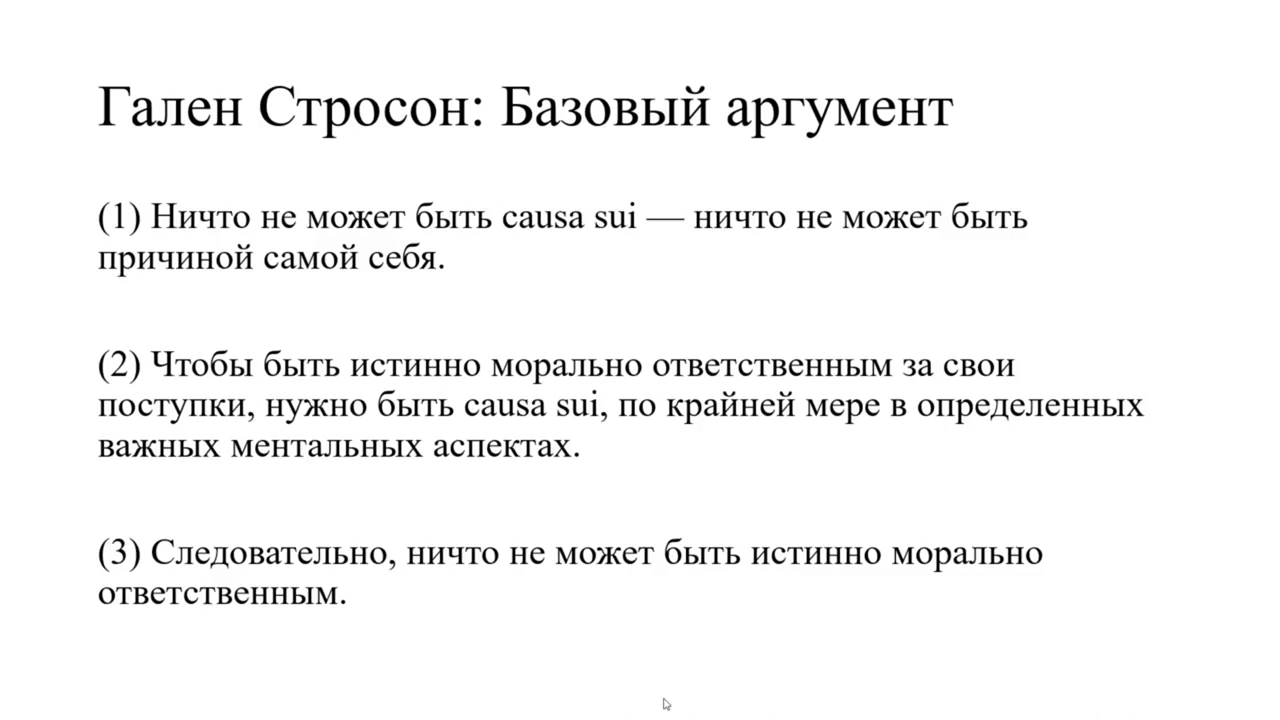 Гален Стросон: Базовый аргумент
(1) Ничто не может быть causa sui — ничто не может быть
причиной самой себя.
(2) Чтобы быть истинно морально ответственным за свои
поступки, нужно быть causa sui, по крайней мере в определенных
важных ментальных аспектах.
(3) Следовательно, ничто не может быть истинно морально
ответственным.